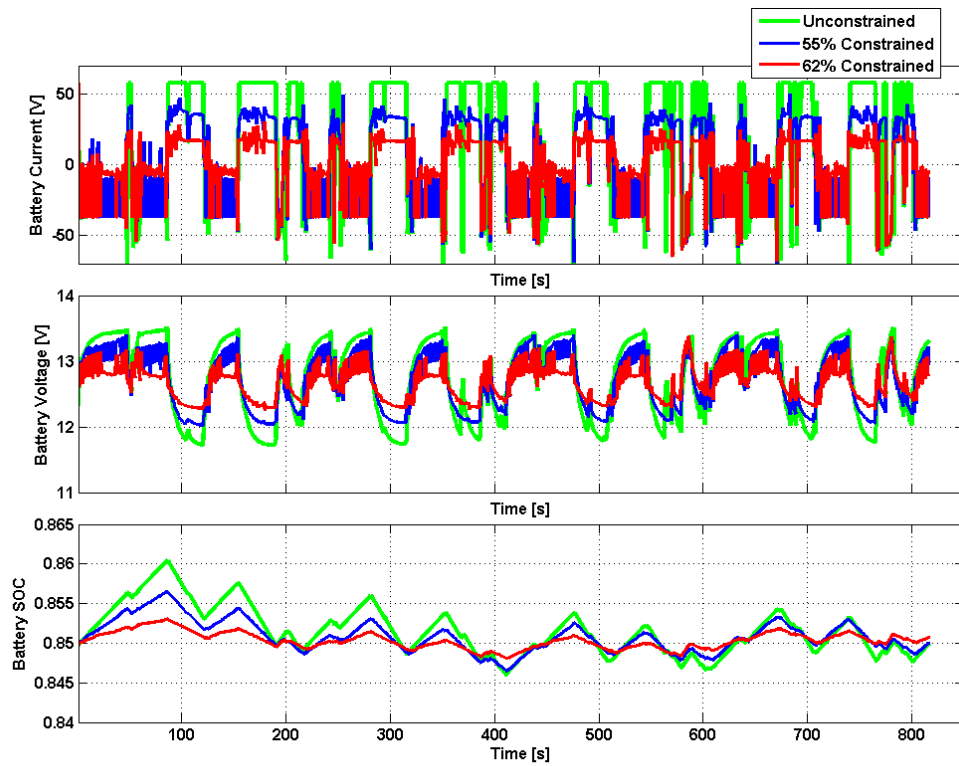 Unconstrained
55% Constrained
62% Constrained
Battery Current [V]
50
0
-50
Time [s]
Battery Voltage [V]
14
13
12
11
Time [s]
Battery SOC
0.865
0.86
0.855
0.85
0.845
0.84
100 200 300 400 500 600 700 800
Time [s]